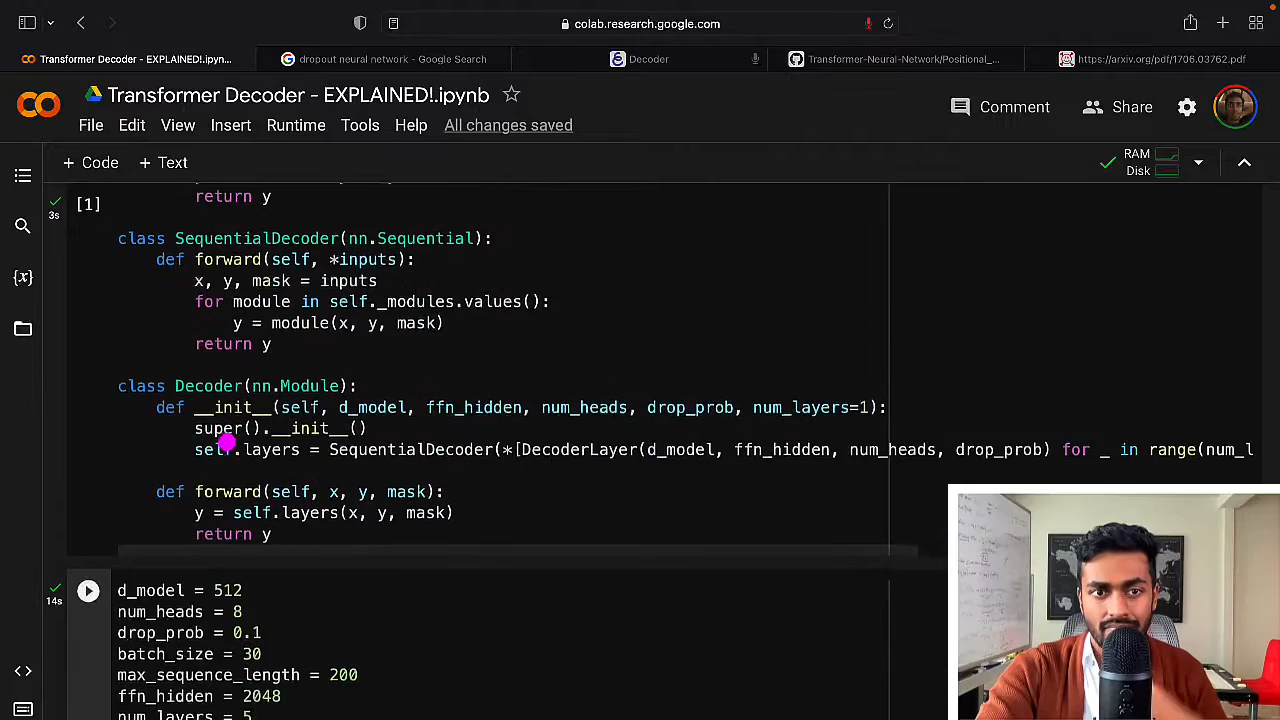 colab.research.google.com
Transformer Decoder - EXPLAINED!.ipyn...
dropout neural network - Google Search
Decoder
Transformer-Neural-Network/Positional_...
https://arxiv.org/pdf/1706.03762.pdf
Transformer Decoder - EXPLAINED!.ipynb
Comment
Share
File Edit View Insert Runtime Tools Help All changes saved
+ Code + Text
RAM
Disk
3s
[1]
return y
class SequentialDecoder(nn.Sequential):
def forward(self, *inputs):
x, y, mask = inputs
for module in self._modules.values():
y = module(x, y, mask)
return y
class Decoder(nn.Module):
def __init__(self, d_model, ffn_hidden, num_heads, drop_prob, num_layers=1):
super().__init__()
self.layers = SequentialDecoder(*[DecoderLayer(d_model, ffn_hidden, num_heads, drop_prob) for _ in range(num_l
def forward(self, x, y, mask):
y = self.layers(x, y, mask)
return y
14s
d_model = 512
num_heads = 8
drop_prob = 0.1
batch_size = 30
max_sequence_length = 200
ffn_hidden = 2048
num_layers = 5